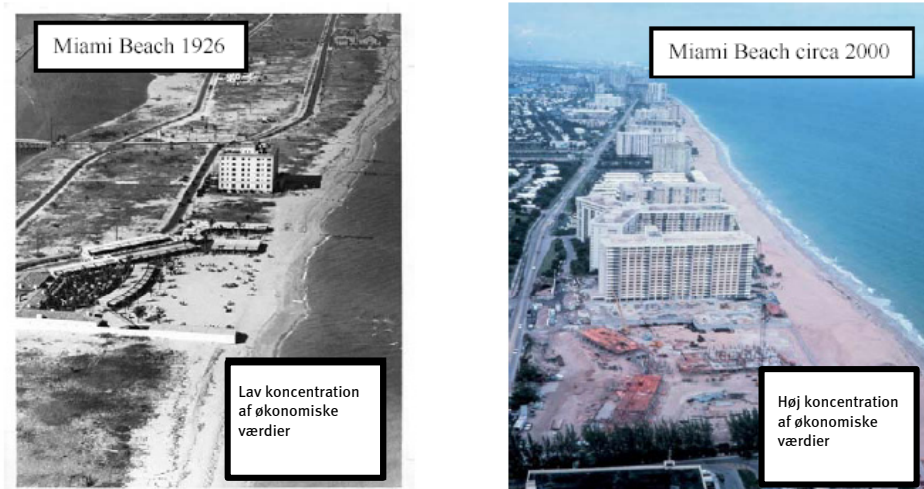 Miami Beach 1926
Lav koncentration
af økonomiske
værdier
Miami Beach circa 2000
Høj koncentration
af økonomiske
værdier